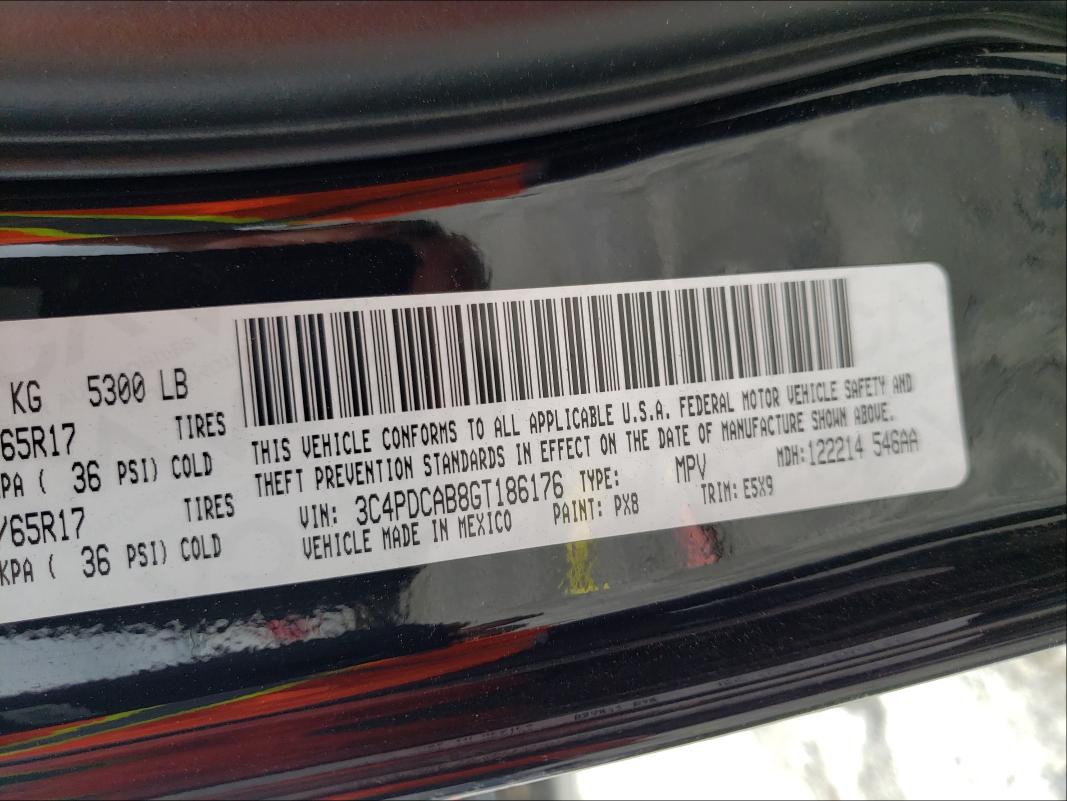 KG 5300 LB
/65R17 TIRES
KPA ( 36 PSI) COLD
/65R17 TIRES
KPA ( 36 PSI) COLD
THIS VEHICLE CONFORMS TO ALL APPLICABLE U.S.A. FEDERAL MOTOR VEHICLE SAFETY AND
THEFT PREVENTION STANDARDS IN EFFECT ON THE DATE OF MANUFACTURE SHOWN ABOVE.
VIN: 3C4PDCAB8GT186176 TYPE: MPV MDH:122214 546AA
VEHICLE MADE IN MEXICO PAINT: PX8 TRIM: E5X9